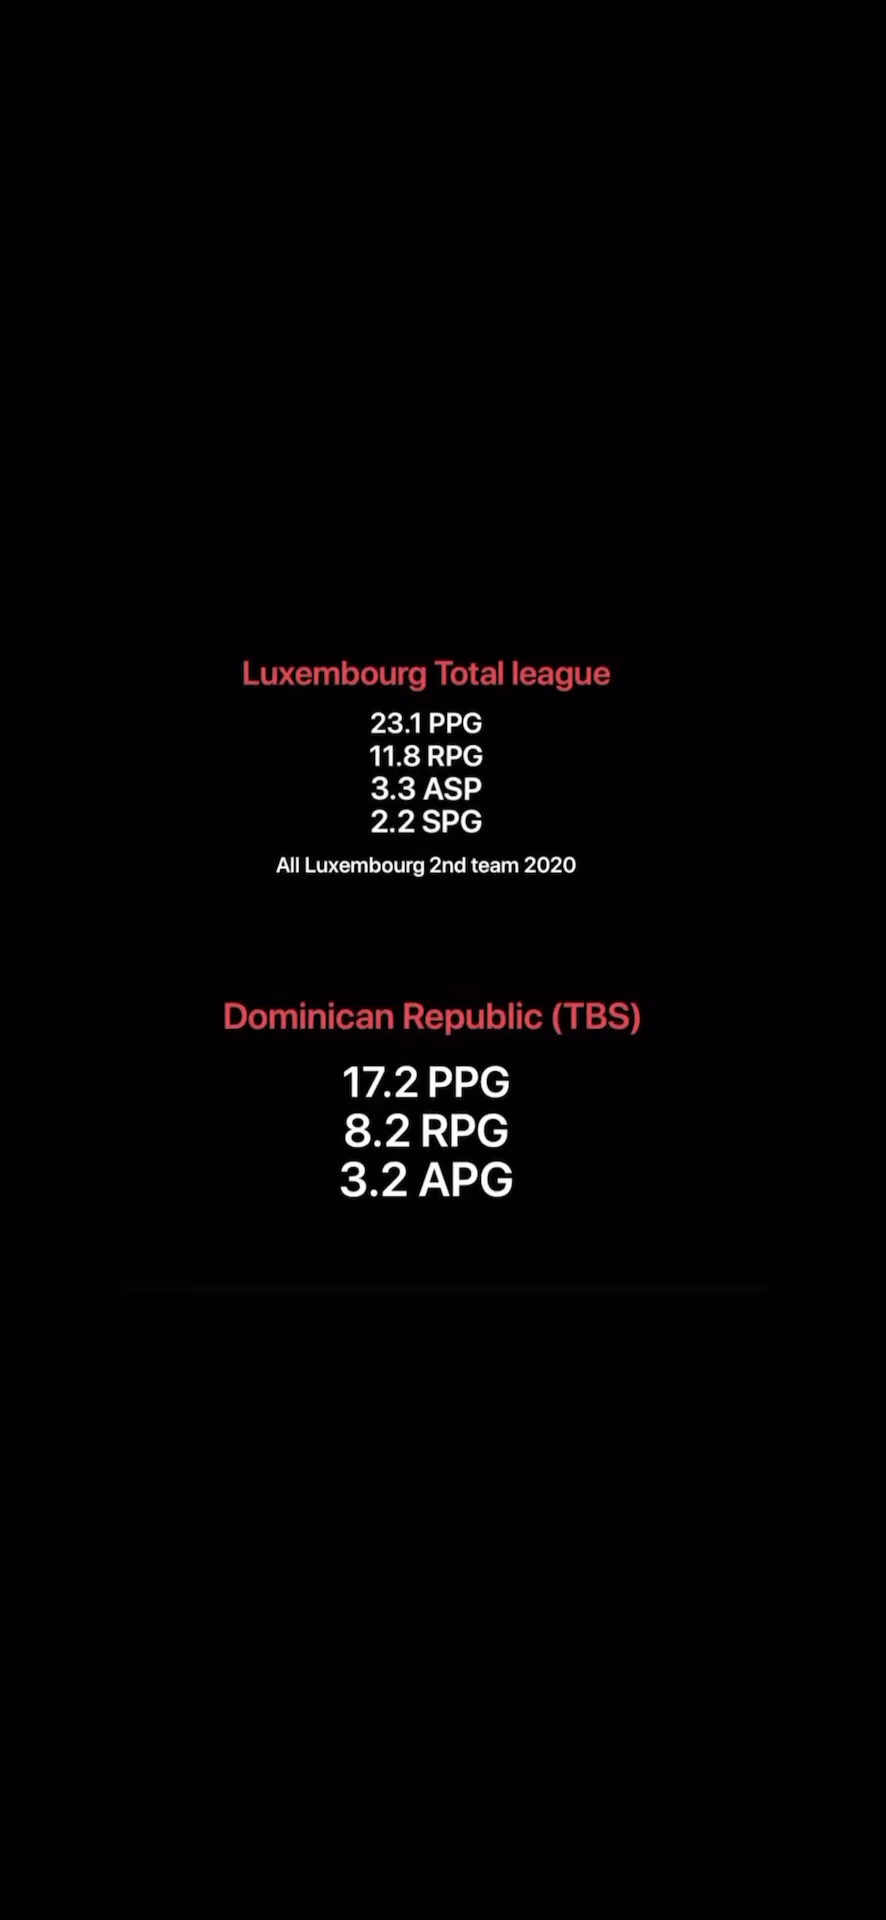 Luxembourg Total league
23.1 PPG
11.8 RPG
3.3 ASP
2.2 SPG
All Luxembourg 2nd team 2020
Dominican Republic (TBS)
17.2 PPG
8.2 RPG
3.2 APG